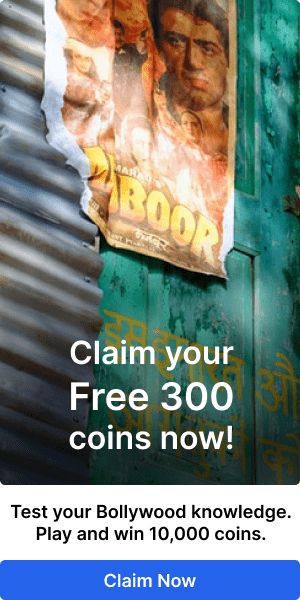 BOOR
Claim your
Free 300
coins now!
Test your Bollywood knowledge.
Play and win 10,000 coins.
Claim Now